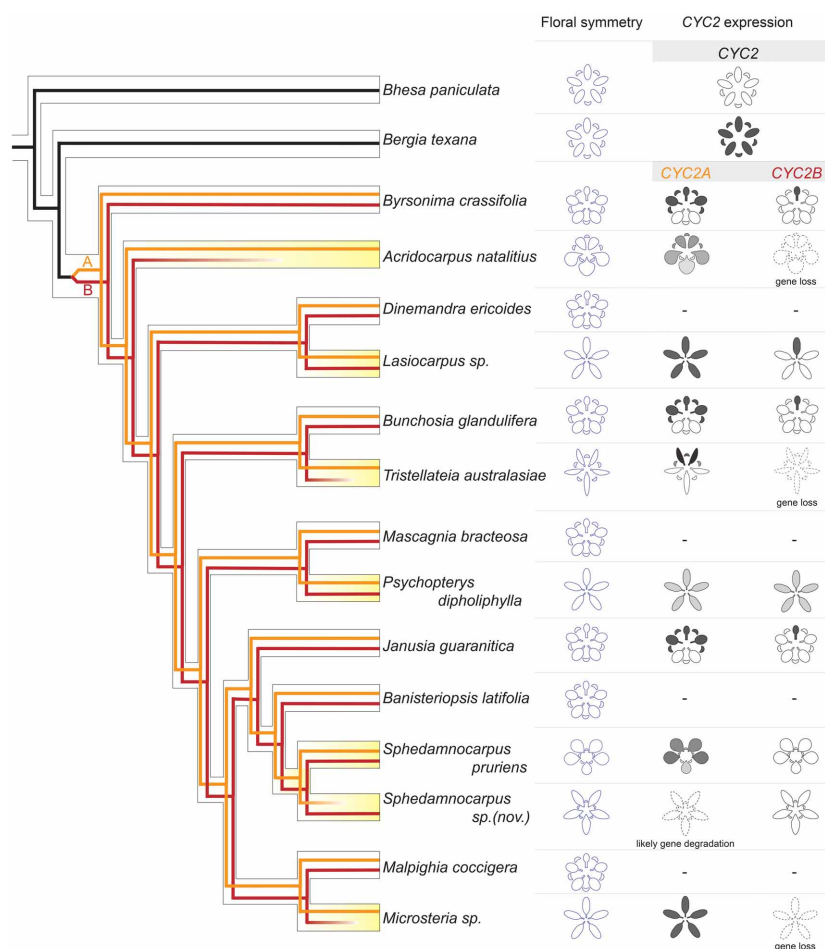 Floral symmetry CYC2 expression
CYC2
Bhesa paniculata
Bergia texana
CYC2A CYC2B
Byrsonima crassifolia
A
Acridocarpus natalitius
B
gene loss
Dinemandra ericoides - -
Lasiocarpus sp.
Bunchosia glandulifera
Tristellateia australasiae
gene loss
Mascagnia bracteosa - -
Psychopterys
dipholiphylla
Janusia guaranitica
Banisteriopsis latifolia - -
Sphedamnocarpus
pruriens
Sphedamnocarpus
sp.(nov.)
likely gene degradation
Malpighia coccigera - -
Microsteria sp.
gene loss